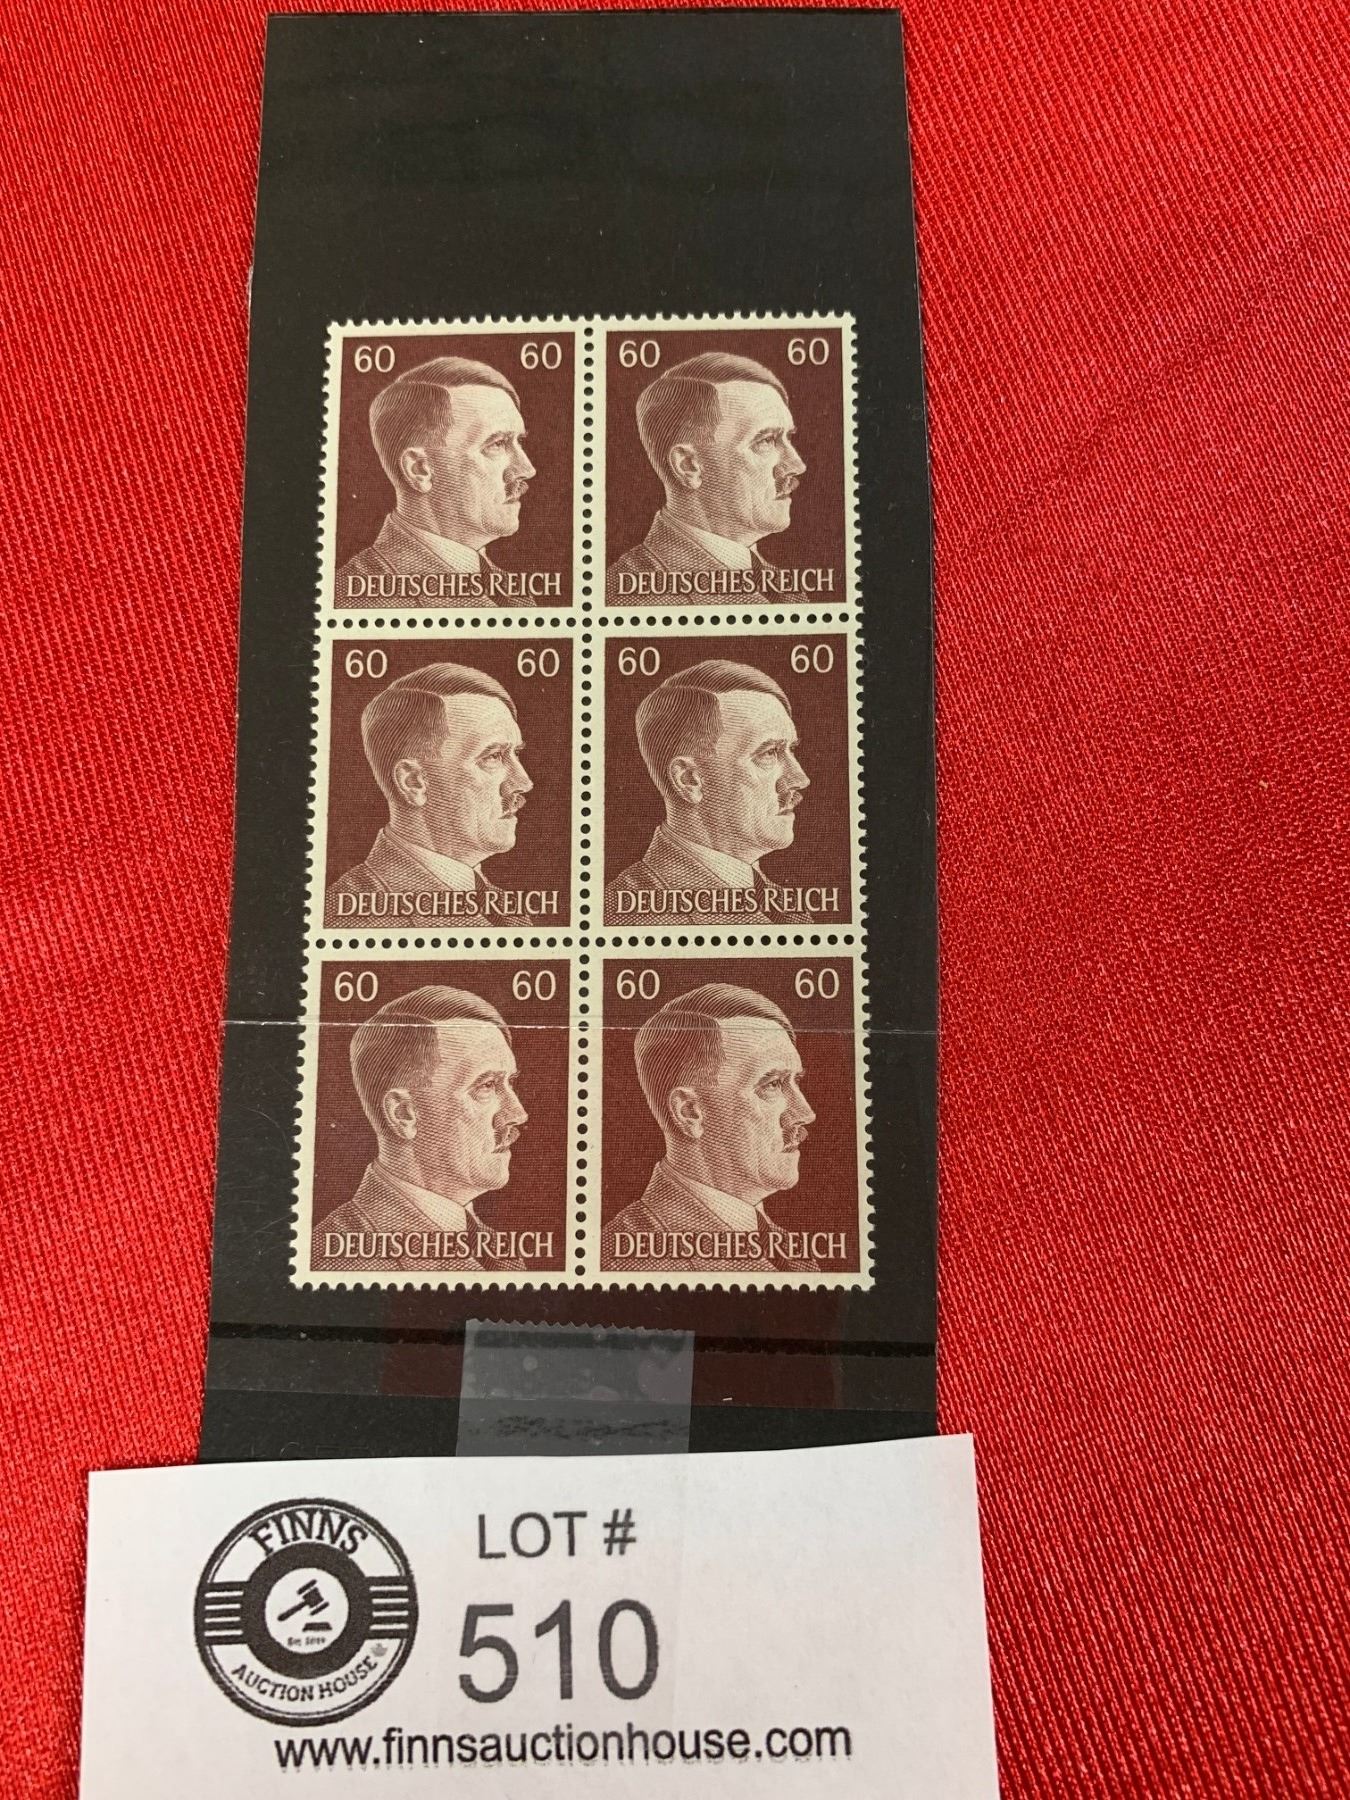 60 60 60 60
DEUTSCHES REICH DEUTSCHES REICH
60 60 60 60
DEUTSCHES REICH DEUTSCHES REICH
60 60 60 60
DEUTSCHES REICH DEUTSCHES REICH
FINNS
AUCTION HOUSE
LOT #
510
www.finnsauctionhouse.com